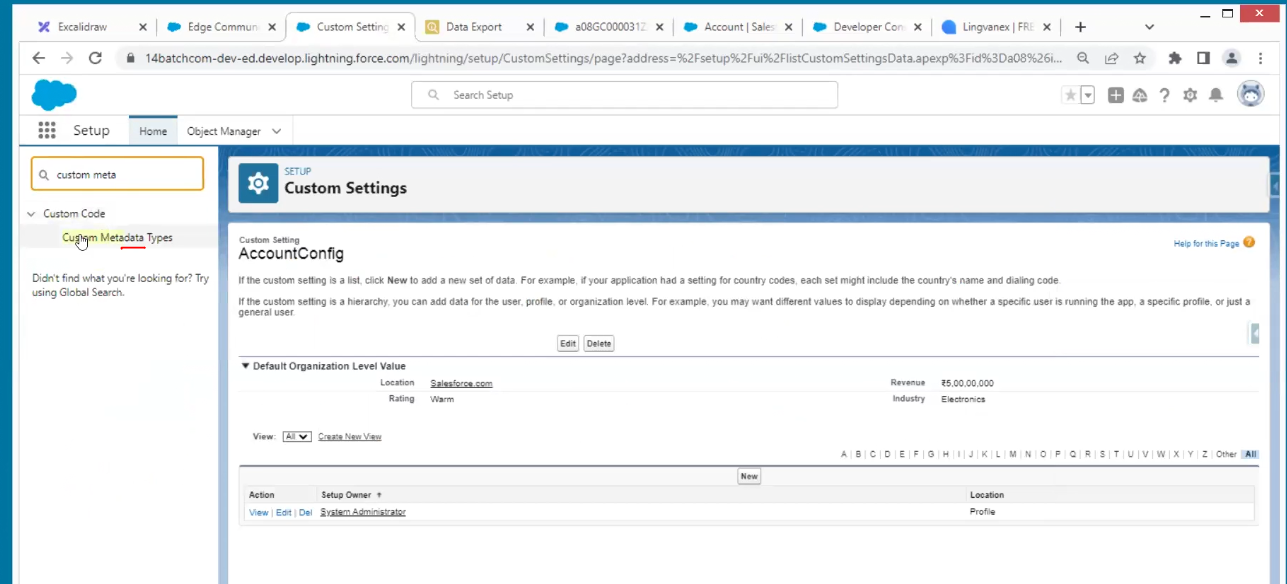 Excalidraw
Edge Commun
Custom Setting
Data Export
a08GC000031Z
Account | Sales
Developer Con
Lingvanex | FRE
14batchcom-dev-ed.develop.lightning.force.com/lightning/setup/CustomSettings/page?address=%2Fsetup%2Fui%2FlistCustomSettingsData.apexp%3Fid%3Da08%26i...
Search Setup
Setup
Home
Object Manager
custom meta
Custom Code
Custom Metadata Types
Didn't find what you're looking for? Try
using Global Search.
SETUP
Custom Settings
Custom Setting
AccountConfig
Help for this Page
If the custom setting is a list, click New to add a new set of data. For example, if your application had a setting for country codes, each set might include the country's name and dialing code.
If the custom setting is a hierarchy, you can add data for the user, profile, or organization level. For example, you may want different values to display depending on whether a specific user is running the app, a specific profile, or just a
general user.
Edit Delete
Default Organization Level Value
Location Salesforce.com Revenue ₹5,00,00,000
Rating Warm Industry Electronics
View: All Create New View
A | B | C | D | E | F | G | H | I | J | K | L | M | N | O | P | Q | R | S | T | U | V | W | X | Y | Z | Other All
New
Action Setup Owner ↑ Location
View | Edit | Del System Administrator Profile